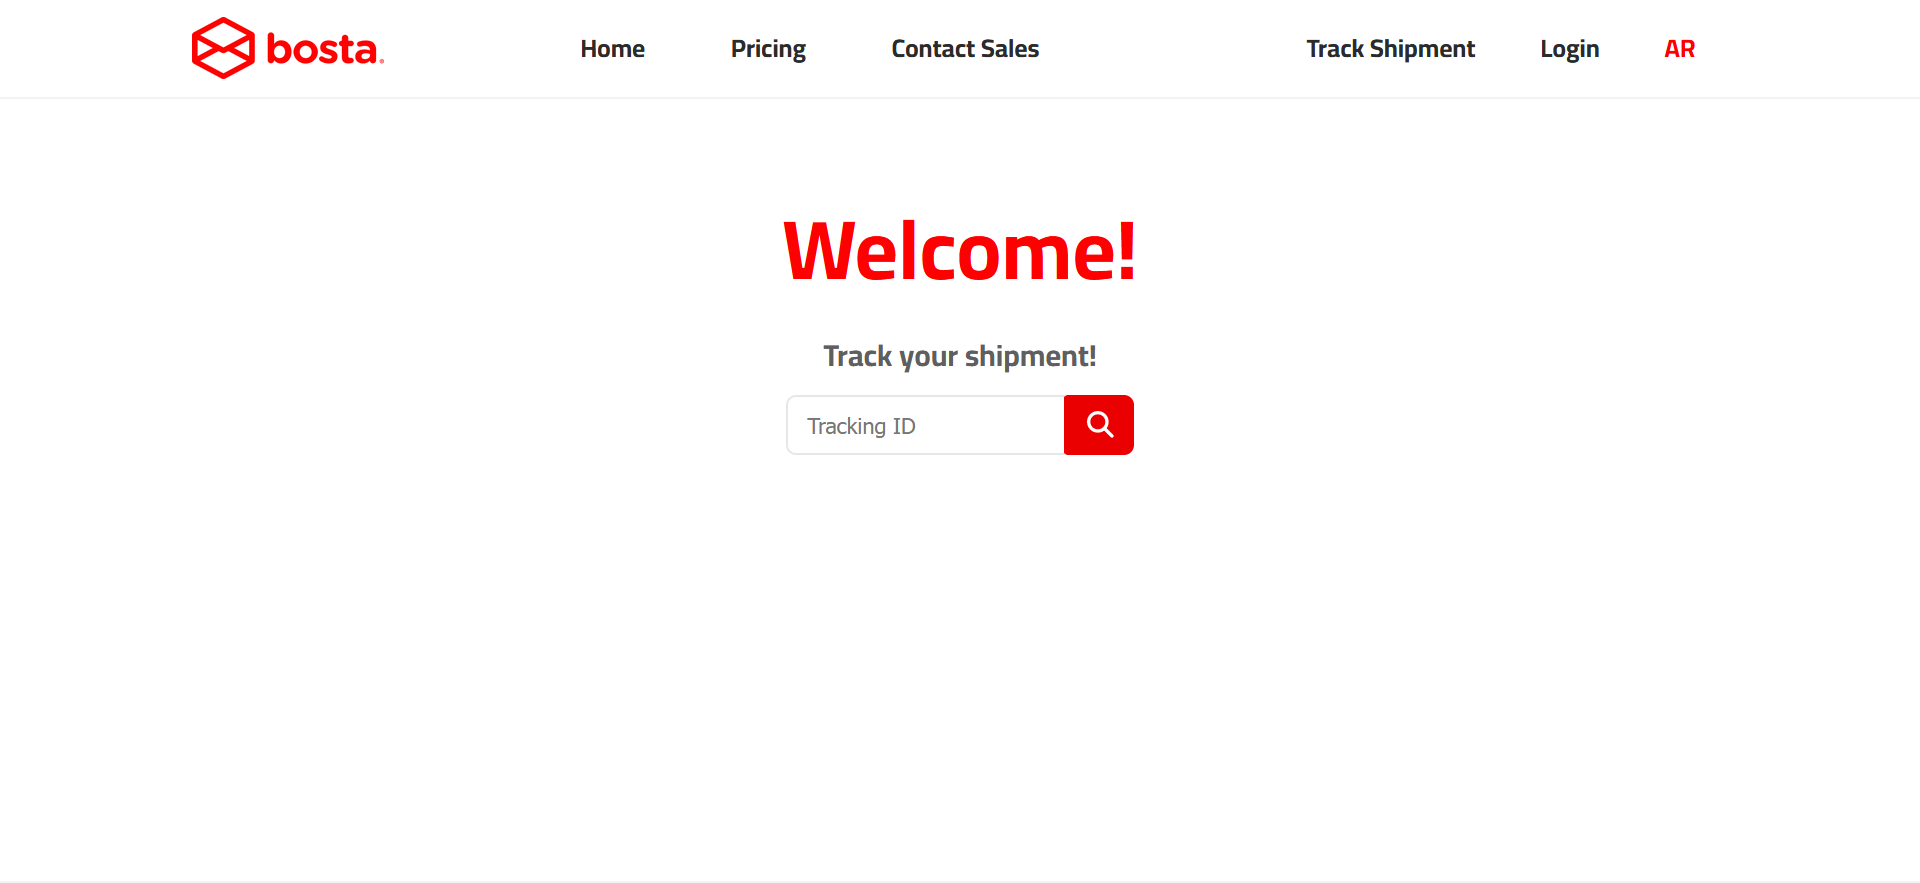 bosta
Home Pricing Contact Sales Track Shipment Login AR
Welcome!
Track your shipment!
Tracking ID